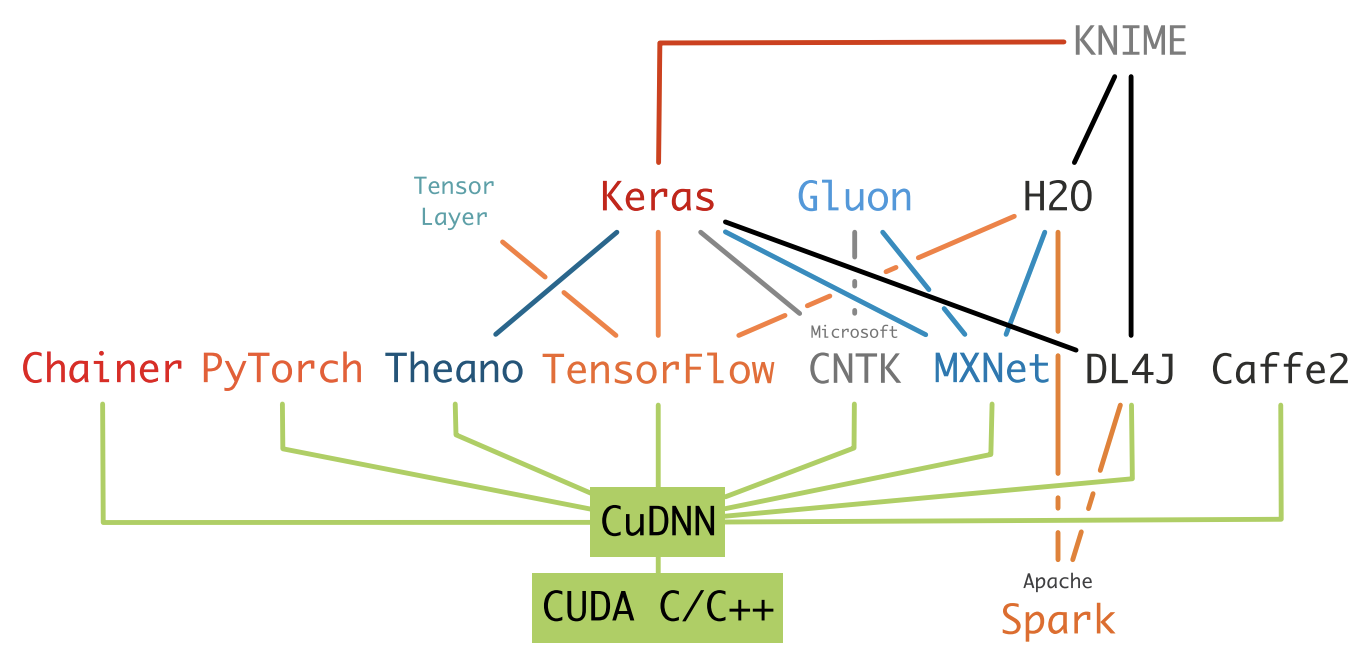 KNIME
Tensor
Layer
Keras
Gluon
H2O
Microsoft
Chainer
PyTorch
Theano
TensorFlow
CNTK
MXNet
DL4J
Caffe2
CuDNN
Apache
CUDA C/C++
Spark